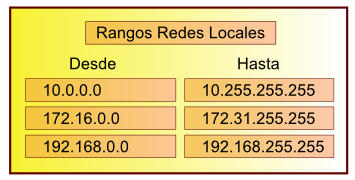 Rangos Redes Locales
Desde Hasta
10.0.0.0 10.255.255.255
172.16.0.0 172.31.255.255
192.168.0.0 192.168.255.255